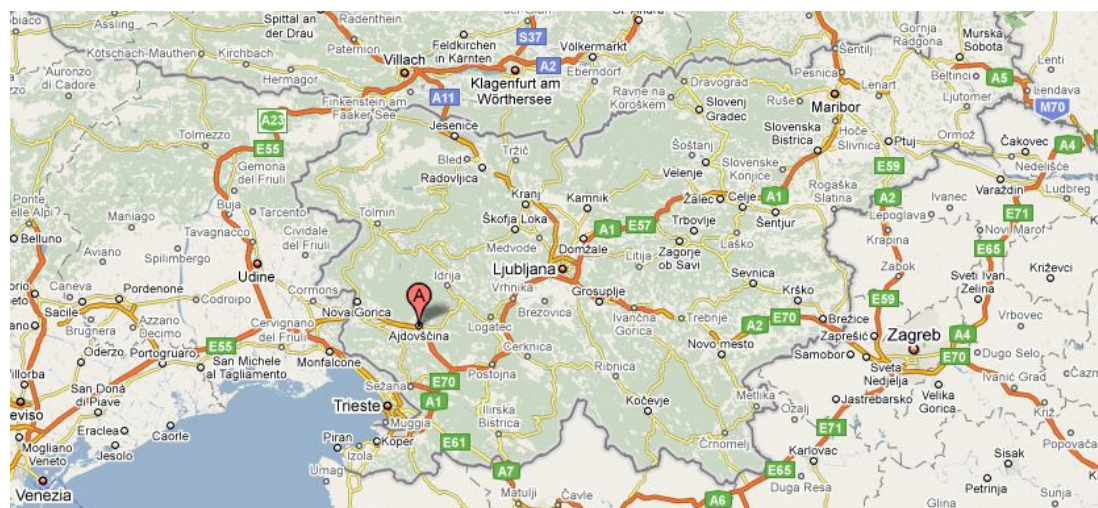 Spittal an
der Drau
Radenthein
Assling
Paternion
Feldkirchen
in Kärnten
S37
Völkermarkt
Šentilj
Gornja
Radgona
Murska
Sobota
Kötschach-Mauthen
Kirchbach
Villach
A2
Klagenfurt am
Wörthersee
Eberndorf
Dravograd
Pesnica
Lenart
Beltinci
A5
Lenti
Auronzo
di Cadore
Hermagor
A11
Finkenstein am
Faaker See
Ravne na
Koroškem
Slovenj
Gradec
Ruše
Maribor
Ljutomer
Lendava
M70
A23
E55
Tolmezzo
Jesenice
Tržič
Slovenska
Bistrica
Hoče
Slivnica
Ptuj
Ormož
Čakovec
A4
Gemona
del Friuli
Bled
Radovljica
Šoštanj
Velenje
Slovenske
Konjice
E59
Nedelišće
Ponte
nelle Alpi
Maniago
Buja
Tarcento
Tolmin
Kranj
Kamnik
Žalec
Celje
A1
Rogaška
Slatina
A2
Varaždin
Ludbreg
Škofja Loka
Šentjur
Lepoglava
Ivanec
E71
Belluno
Tavagnacco
Cividale
del Friuli
Medvode
A1
E57
Trbovlje
Krapina
Novi Marof
Aviano
Spilimbergo
Domžale
Zagorje
ob Savi
Laško
E65
Udine
Idrija
Ljubljana
Litija
Zabok
Sveti Ivan
Zelina
Križevci
Caneva
Pordenone
Cormons
A
Vrhnika
Sevnica
Sacile
Codroipo
Nova Gorica
Brezovica
Grosuplje
Krško
E59
Vrbovec
Brugnera
Azzano
Decimo
Cervignano
del Friuli
Ajdovščina
Logatec
Ivančna
Gorica
Trebnje
A2
E70
Brežice
Zaprešić
Zagreb
A4
Oderzo
Portogruaro
E55
Monfalcone
Cerknica
Novo mesto
Samobor
E70
Dugo Selo
San Michele
al Tagliamento
Sežana
E70
Postojna
Ribnica
Sveta
Nedjelja
Ivanić Grad
San Donà
di Piave
Trieste
A1
Metlika
Jastrebarsko
Velika
Gorica
Eraclea
Caorle
Muggia
Ilirska
Bistrica
Kočevje
Ožalj
Križ
Mogliano
Veneto
Jesolo
Piran
Koper
E61
Črnomelj
E71
Popovača
Izola
Karlovac
Sisak
Umag
A7
E65
Duga Resa
Petrinja
Venezia
Matulji
Čavle
A6
Glina
Sunja